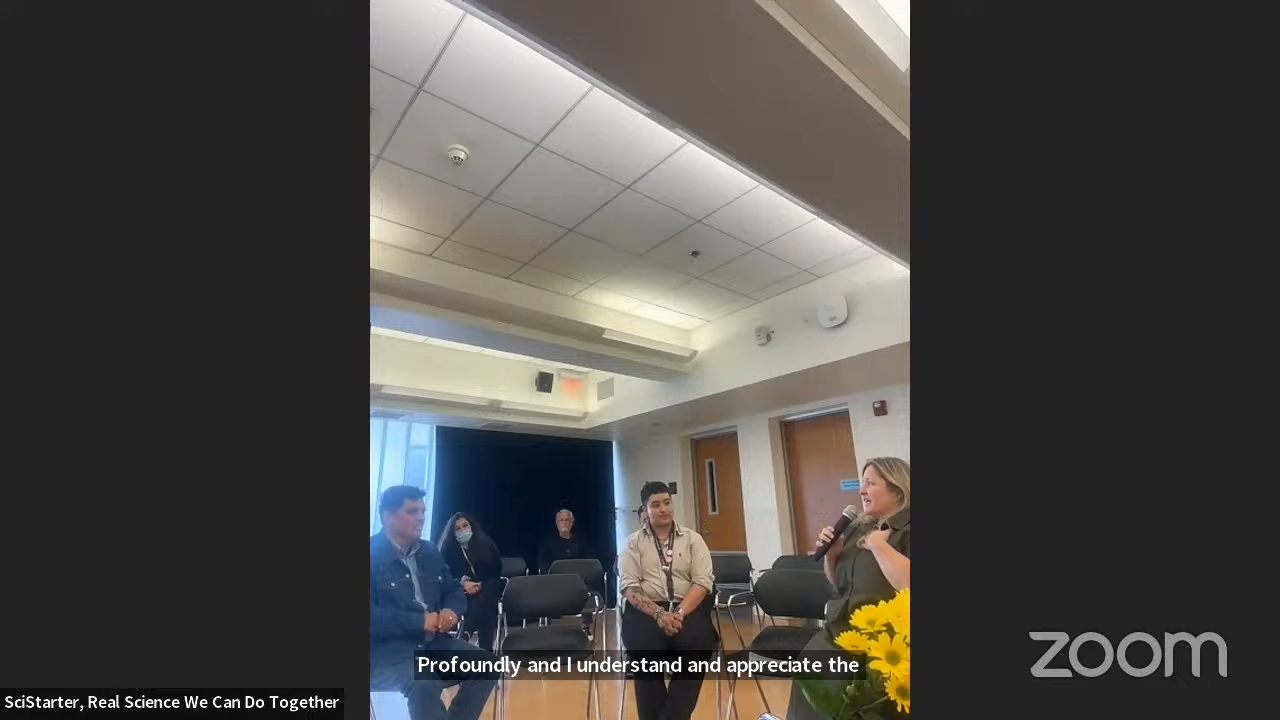 Profoundly and I understand and appreciate the
SciStarter, Real Science We Can Do Together
zoom